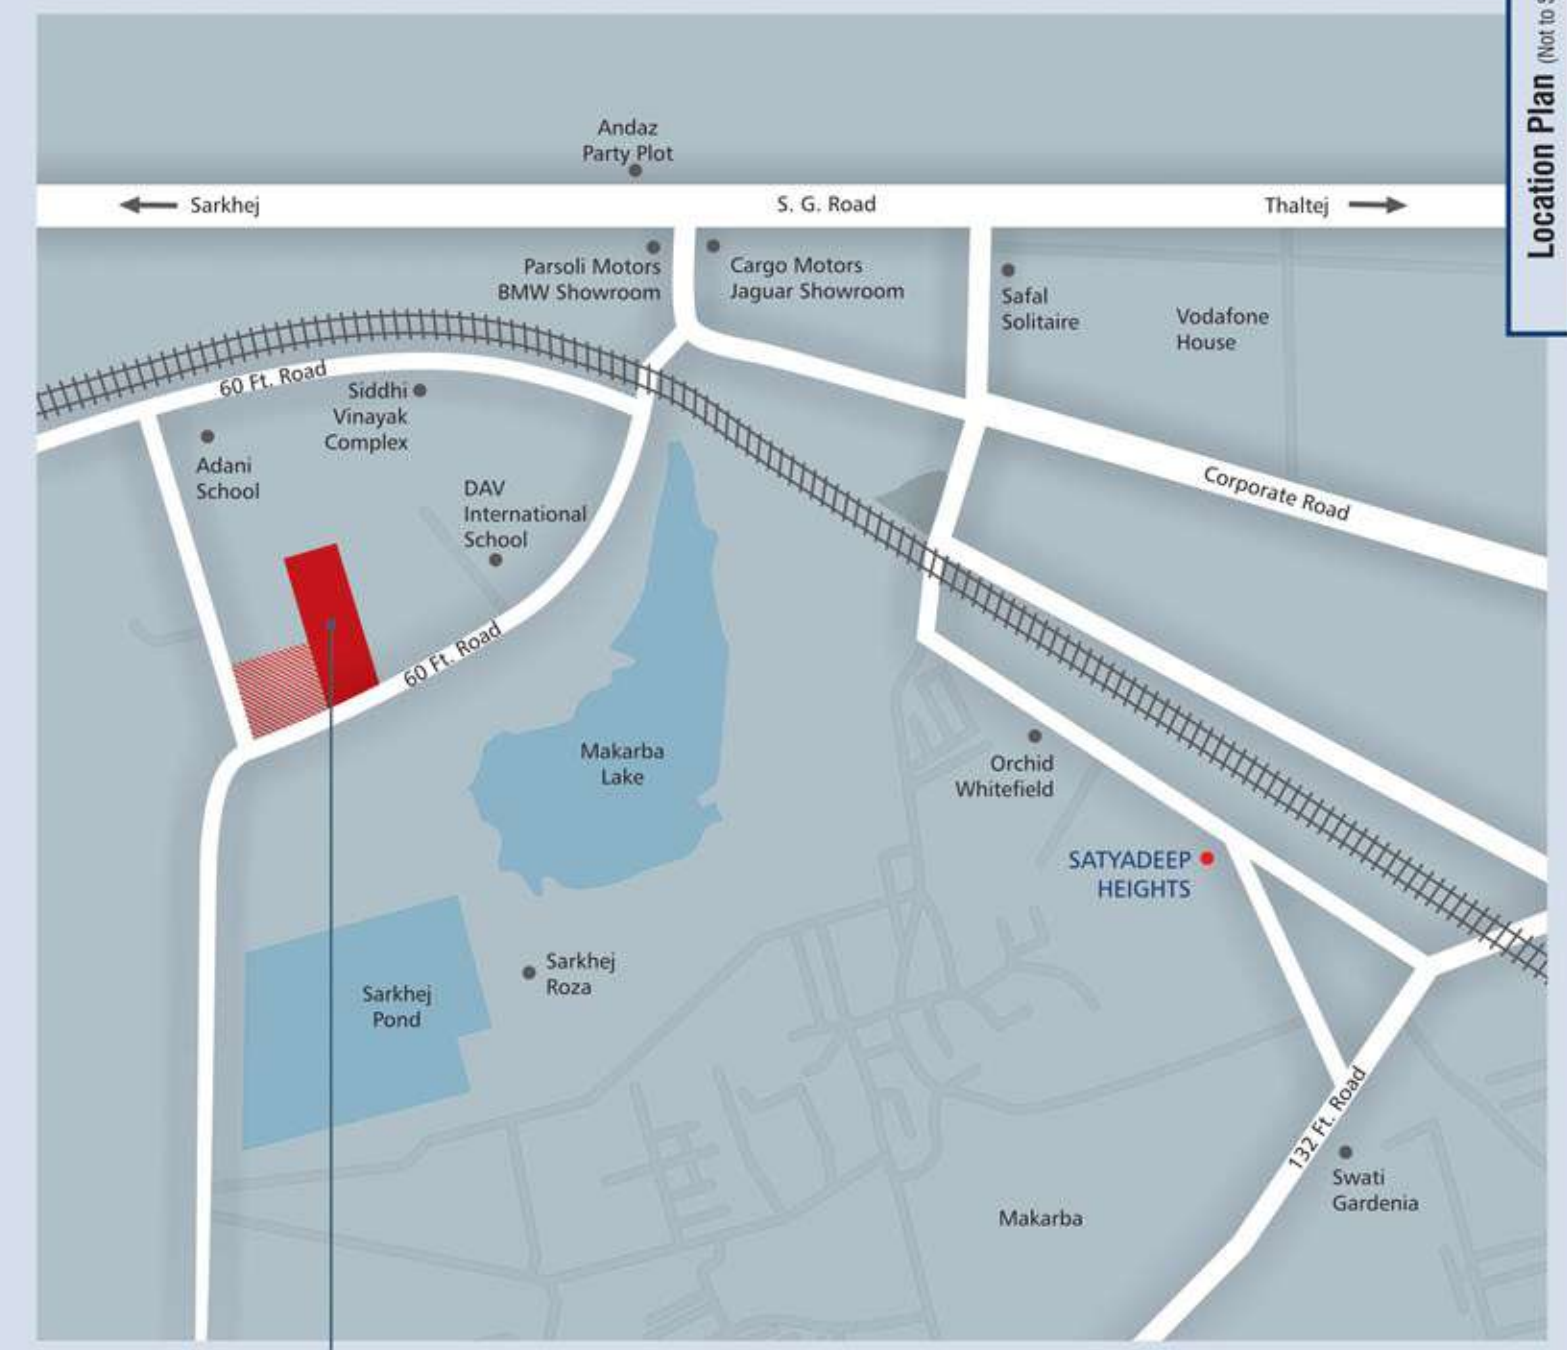 Location Plan (Not to S
Andaz
Party Plot
Sarkhej
S. G. Road
Thaltej
Parsoli Motors
BMW Showroom
Cargo Motors
Jaguar Showroom
Safal
Solitaire
Vodafone
House
60 Ft. Road
Siddhi
Vinayak
Complex
Adani
School
DAV
International
School
Corporate Road
60 Ft. Road
Makarba
Lake
Orchid
Whitefield
SATYADEEP
HEIGHTS
Sarkhej
Roza
Sarkhej
Pond
132 Ft. Road
Swati
Gardenia
Makarba